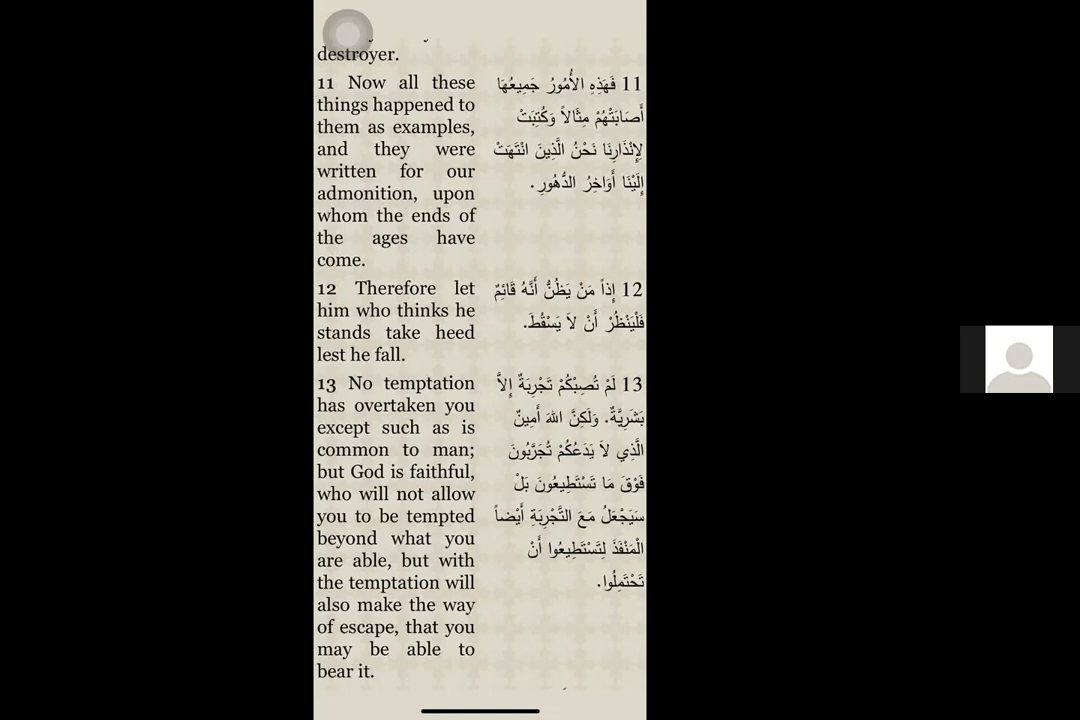 destroyer.
11 Now all these
things happened to
them as examples,
and they were
written for our
admonition, upon
whom the ends of
the ages have
come.
12 Therefore let
him who thinks he
stands take heed
lest he fall.
13 No temptation
has overtaken you
except such as is
common to man;
but God is faithful,
who will not allow
you to be tempted
beyond what you
are able, but with
the temptation will
also make the way
of escape, that you
may be able to
bear it.
11 فَهَذِهِ الأُمُورُ جَمِيعُهَا
أَصَابَتْهُمْ مِثَالاً وَكُتِبَتْ
لِإِنْذَارِنَا نَحْنُ الَّذِينَ انْتَهَتْ
إِلَيْنَا أَوَاخِرُ الدُّهُورِ.
12 إِذاً مَنْ يَظُنُّ أَنَّهُ قَائِمٌ
فَلْيَنْظُرْ أَنْ لاَ يَسْقُطَ.
13 لَمْ تُصِبْكُمْ تَجْرِبَةٌ إِلاَّ
بَشَرِيَّةٌ. وَلَكِنَّ اللهَ أَمِينٌ
الَّذِي لاَ يَدَعُكُمْ تُجَرَّبُونَ
فَوْقَ مَا تَسْتَطِيعُونَ بَلْ
سَيَجْعَلُ مَعَ التَّجْرِبَةِ أَيْضاً
الْمَنْفَذَ لِتَسْتَطِيعُوا أَنْ
تَحْتَمِلُوا.